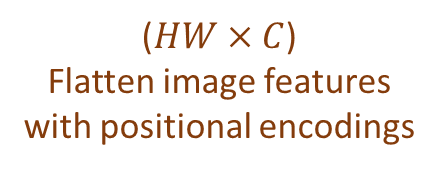 (HW × C)
Flatten image features
with positional encodings